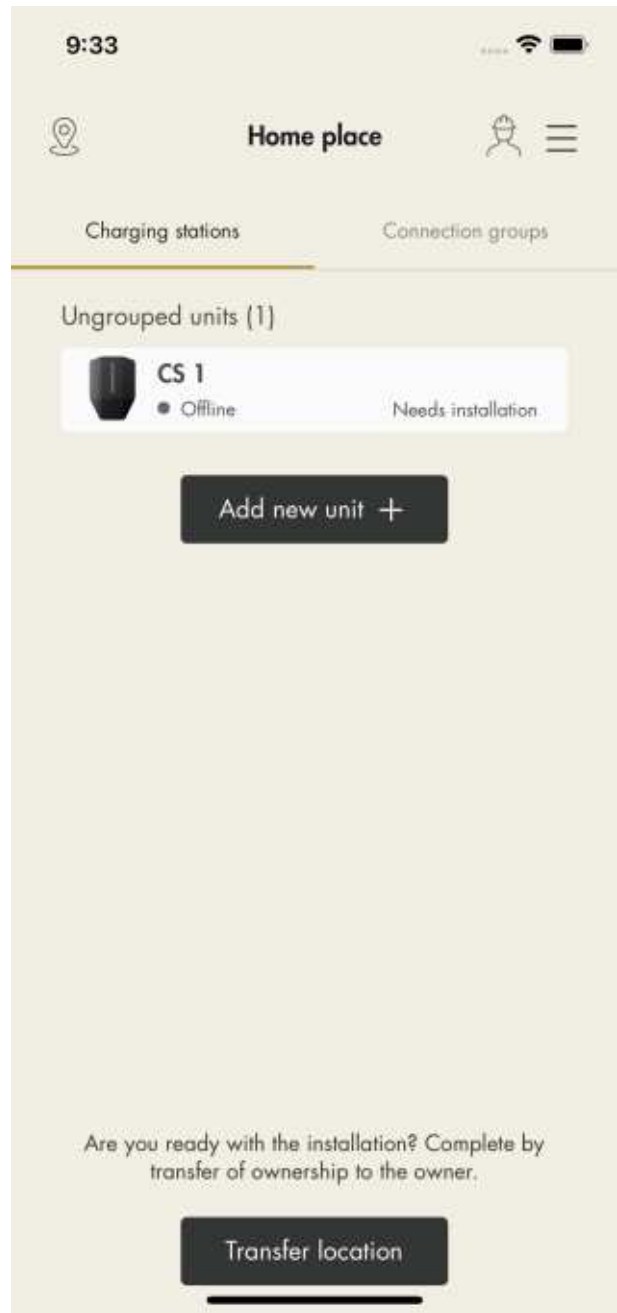 9:33
Home place
Charging stations
Connection groups
Ungrouped units (1)
CS 1
Offline
Needs installation
Add new unit +
Are you ready with the installation? Complete by
transfer of ownership to the owner.
Transfer location